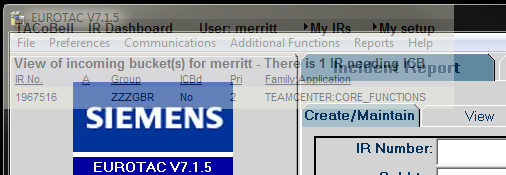 EUROTAC V7.1.5
TACoBell IR Dashboard User: merritt My IRs My setup
File Preferences Communications Additional Functions Reports Help
View of incoming bucket(s) for merritt - There is 1 IR needing ICB
Incident Report
IR No. A Group ICBd Pri Family:Application
1967516 ZZZGBR No 2 TEAMCENTER:CORE_FUNCTIONS
SIEMENS
Create/Maintain View
IR Number:
EUROTAC V7.1.5